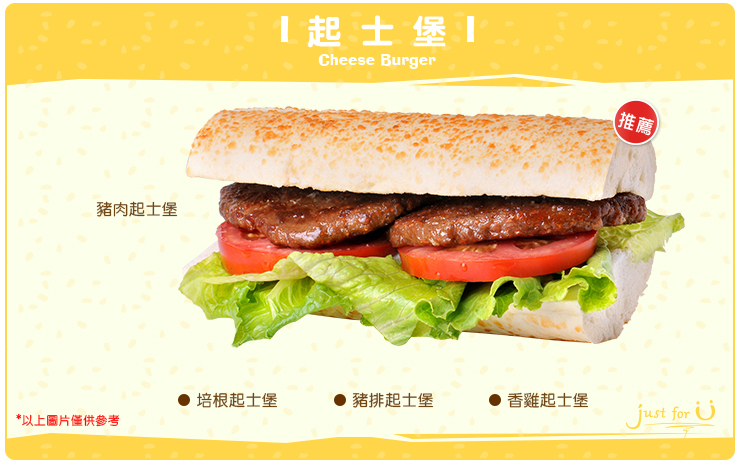 起士堡
Cheese Burger
推薦
豬肉起士堡
● 培根起士堡
● 豬排起士堡
● 香雞起士堡
*以上圖片僅供參考
just for Ü